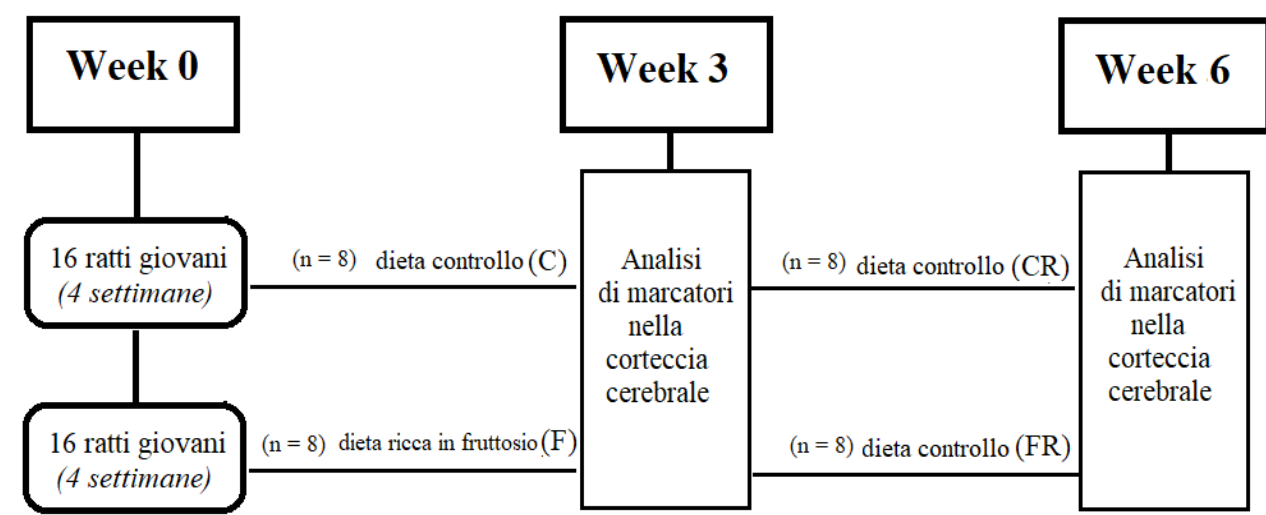 Week 0
Week 3
Week 6
16 ratti giovani
(4 settimane)
(n = 8) dieta controllo (C)
Analisi
di marcatori
nella
corteccia
cerebrale
(n = 8) dieta controllo (CR)
Analisi
di marcatori
nella
corteccia
cerebrale
16 ratti giovani
(4 settimane)
(n = 8) dieta ricca in fruttosio (F)
(n = 8) dieta controllo (FR)